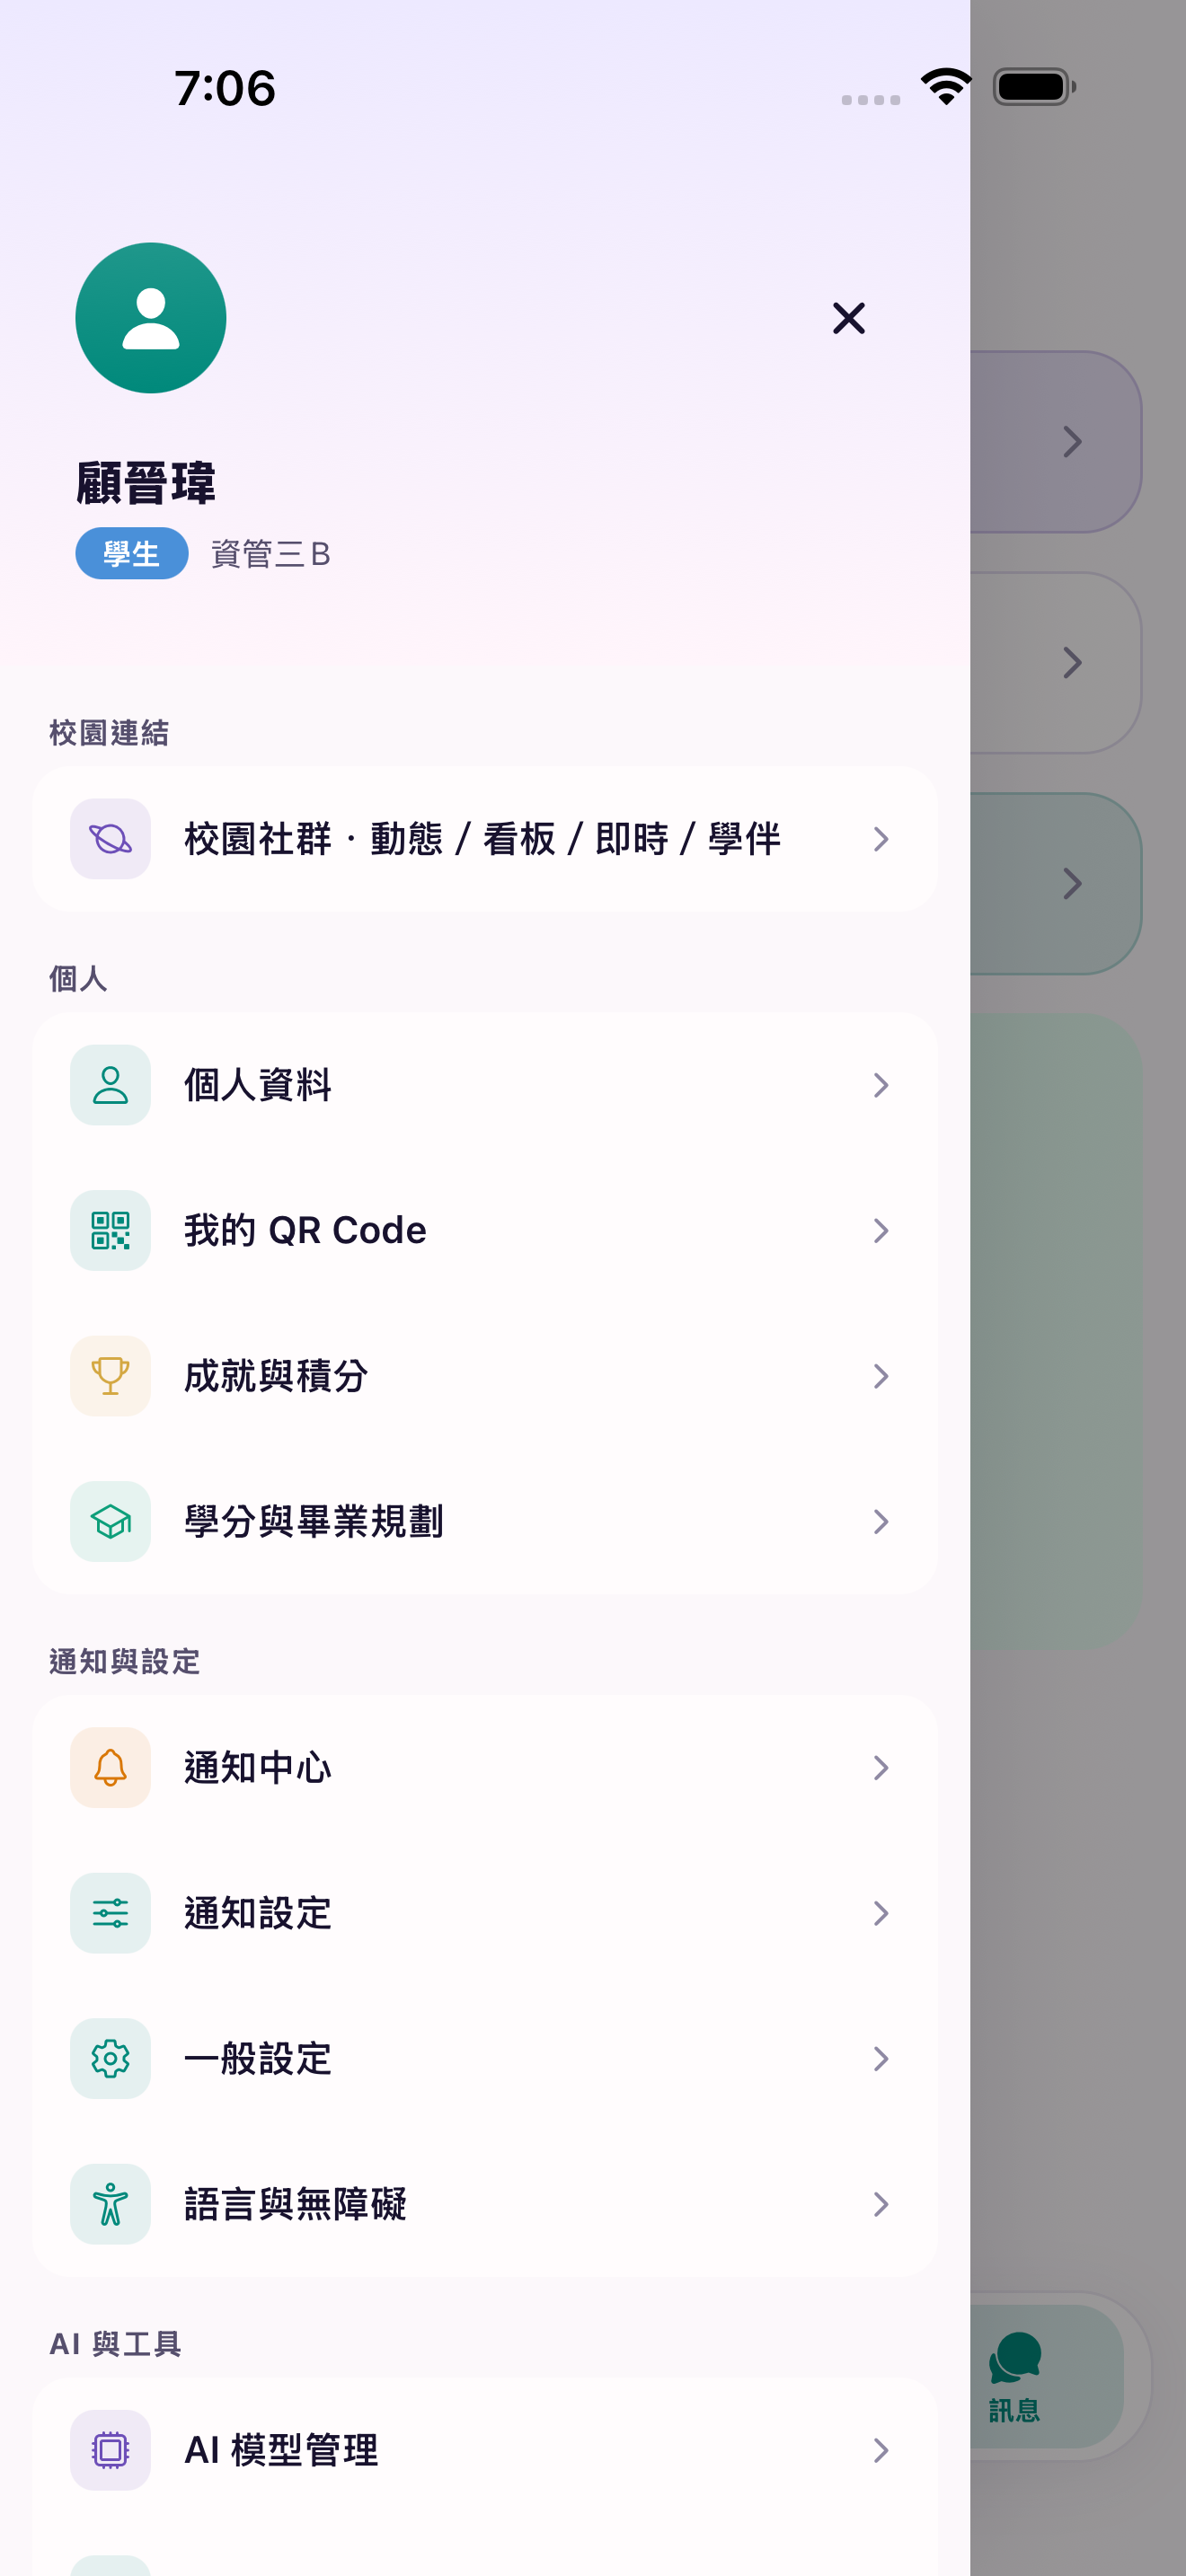 7:06
顧晉瑋
學生 資管三B
校園連結
校園社群 · 動態 / 看板 / 即時 / 學伴
個人
個人資料
我的 QR Code
成就與積分
學分與畢業規劃
通知與設定
通知中心
通知設定
一般設定
語言與無障礙
AI 與工具
AI 模型管理
訊息